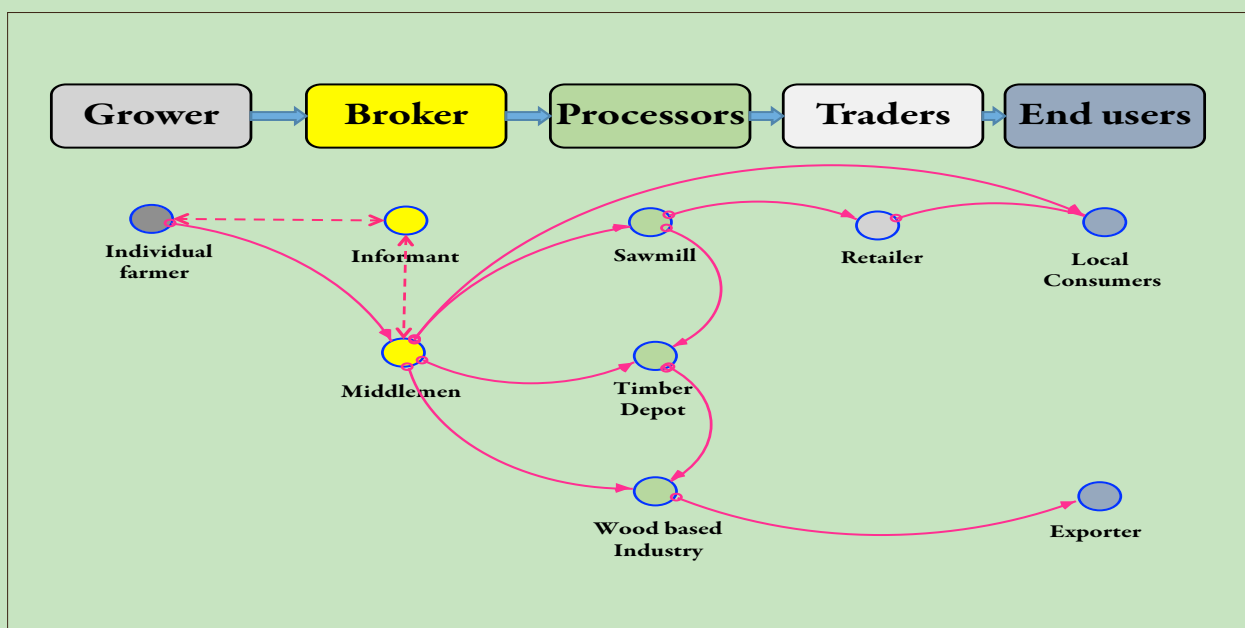 Grower
Broker
Processors
Traders
End users
Individual
farmer
Informant
Sawmill
Retailer
Local
Consumers
Middlemen
Timber
Depot
Wood based
Industry
Exporter